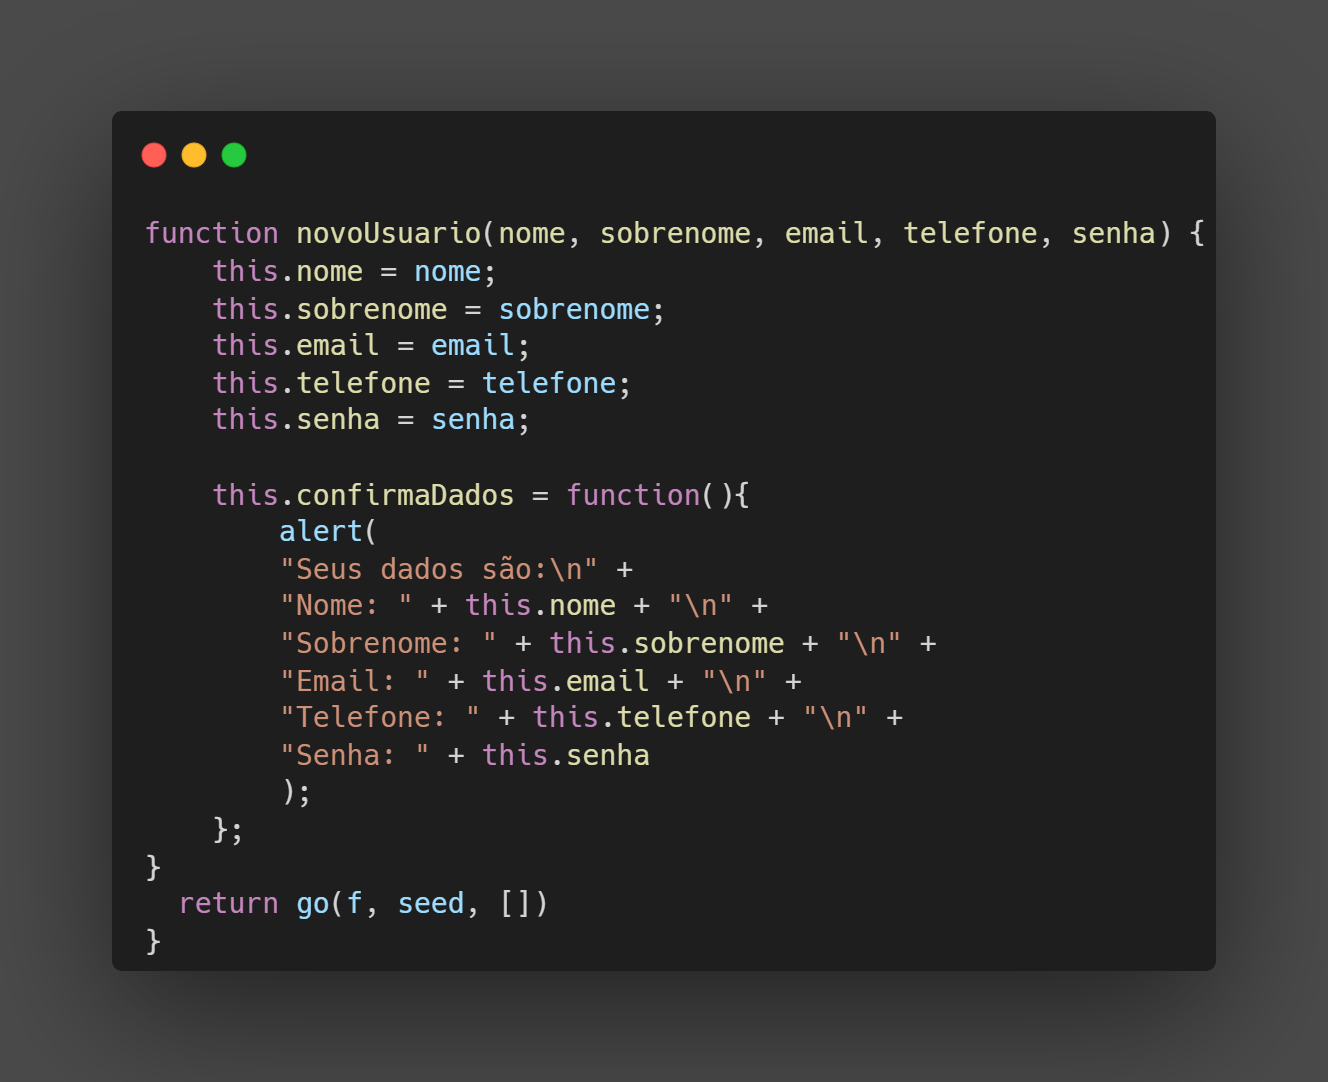 function novoUsuario(nome, sobrenome, email, telefone, senha) {
    this.nome = nome;
    this.sobrenome = sobrenome;
    this.email = email;
    this.telefone = telefone;
    this.senha = senha;

    this.confirmaDados = function(){
        alert(
        "Seus dados são:\n" +
        "Nome: " + this.nome + "\n" +
        "Sobrenome: " + this.sobrenome + "\n" +
        "Email: " + this.email + "\n" +
        "Telefone: " + this.telefone + "\n" +
        "Senha: " + this.senha
        );
    };
}
  return go(f, seed, [])
}